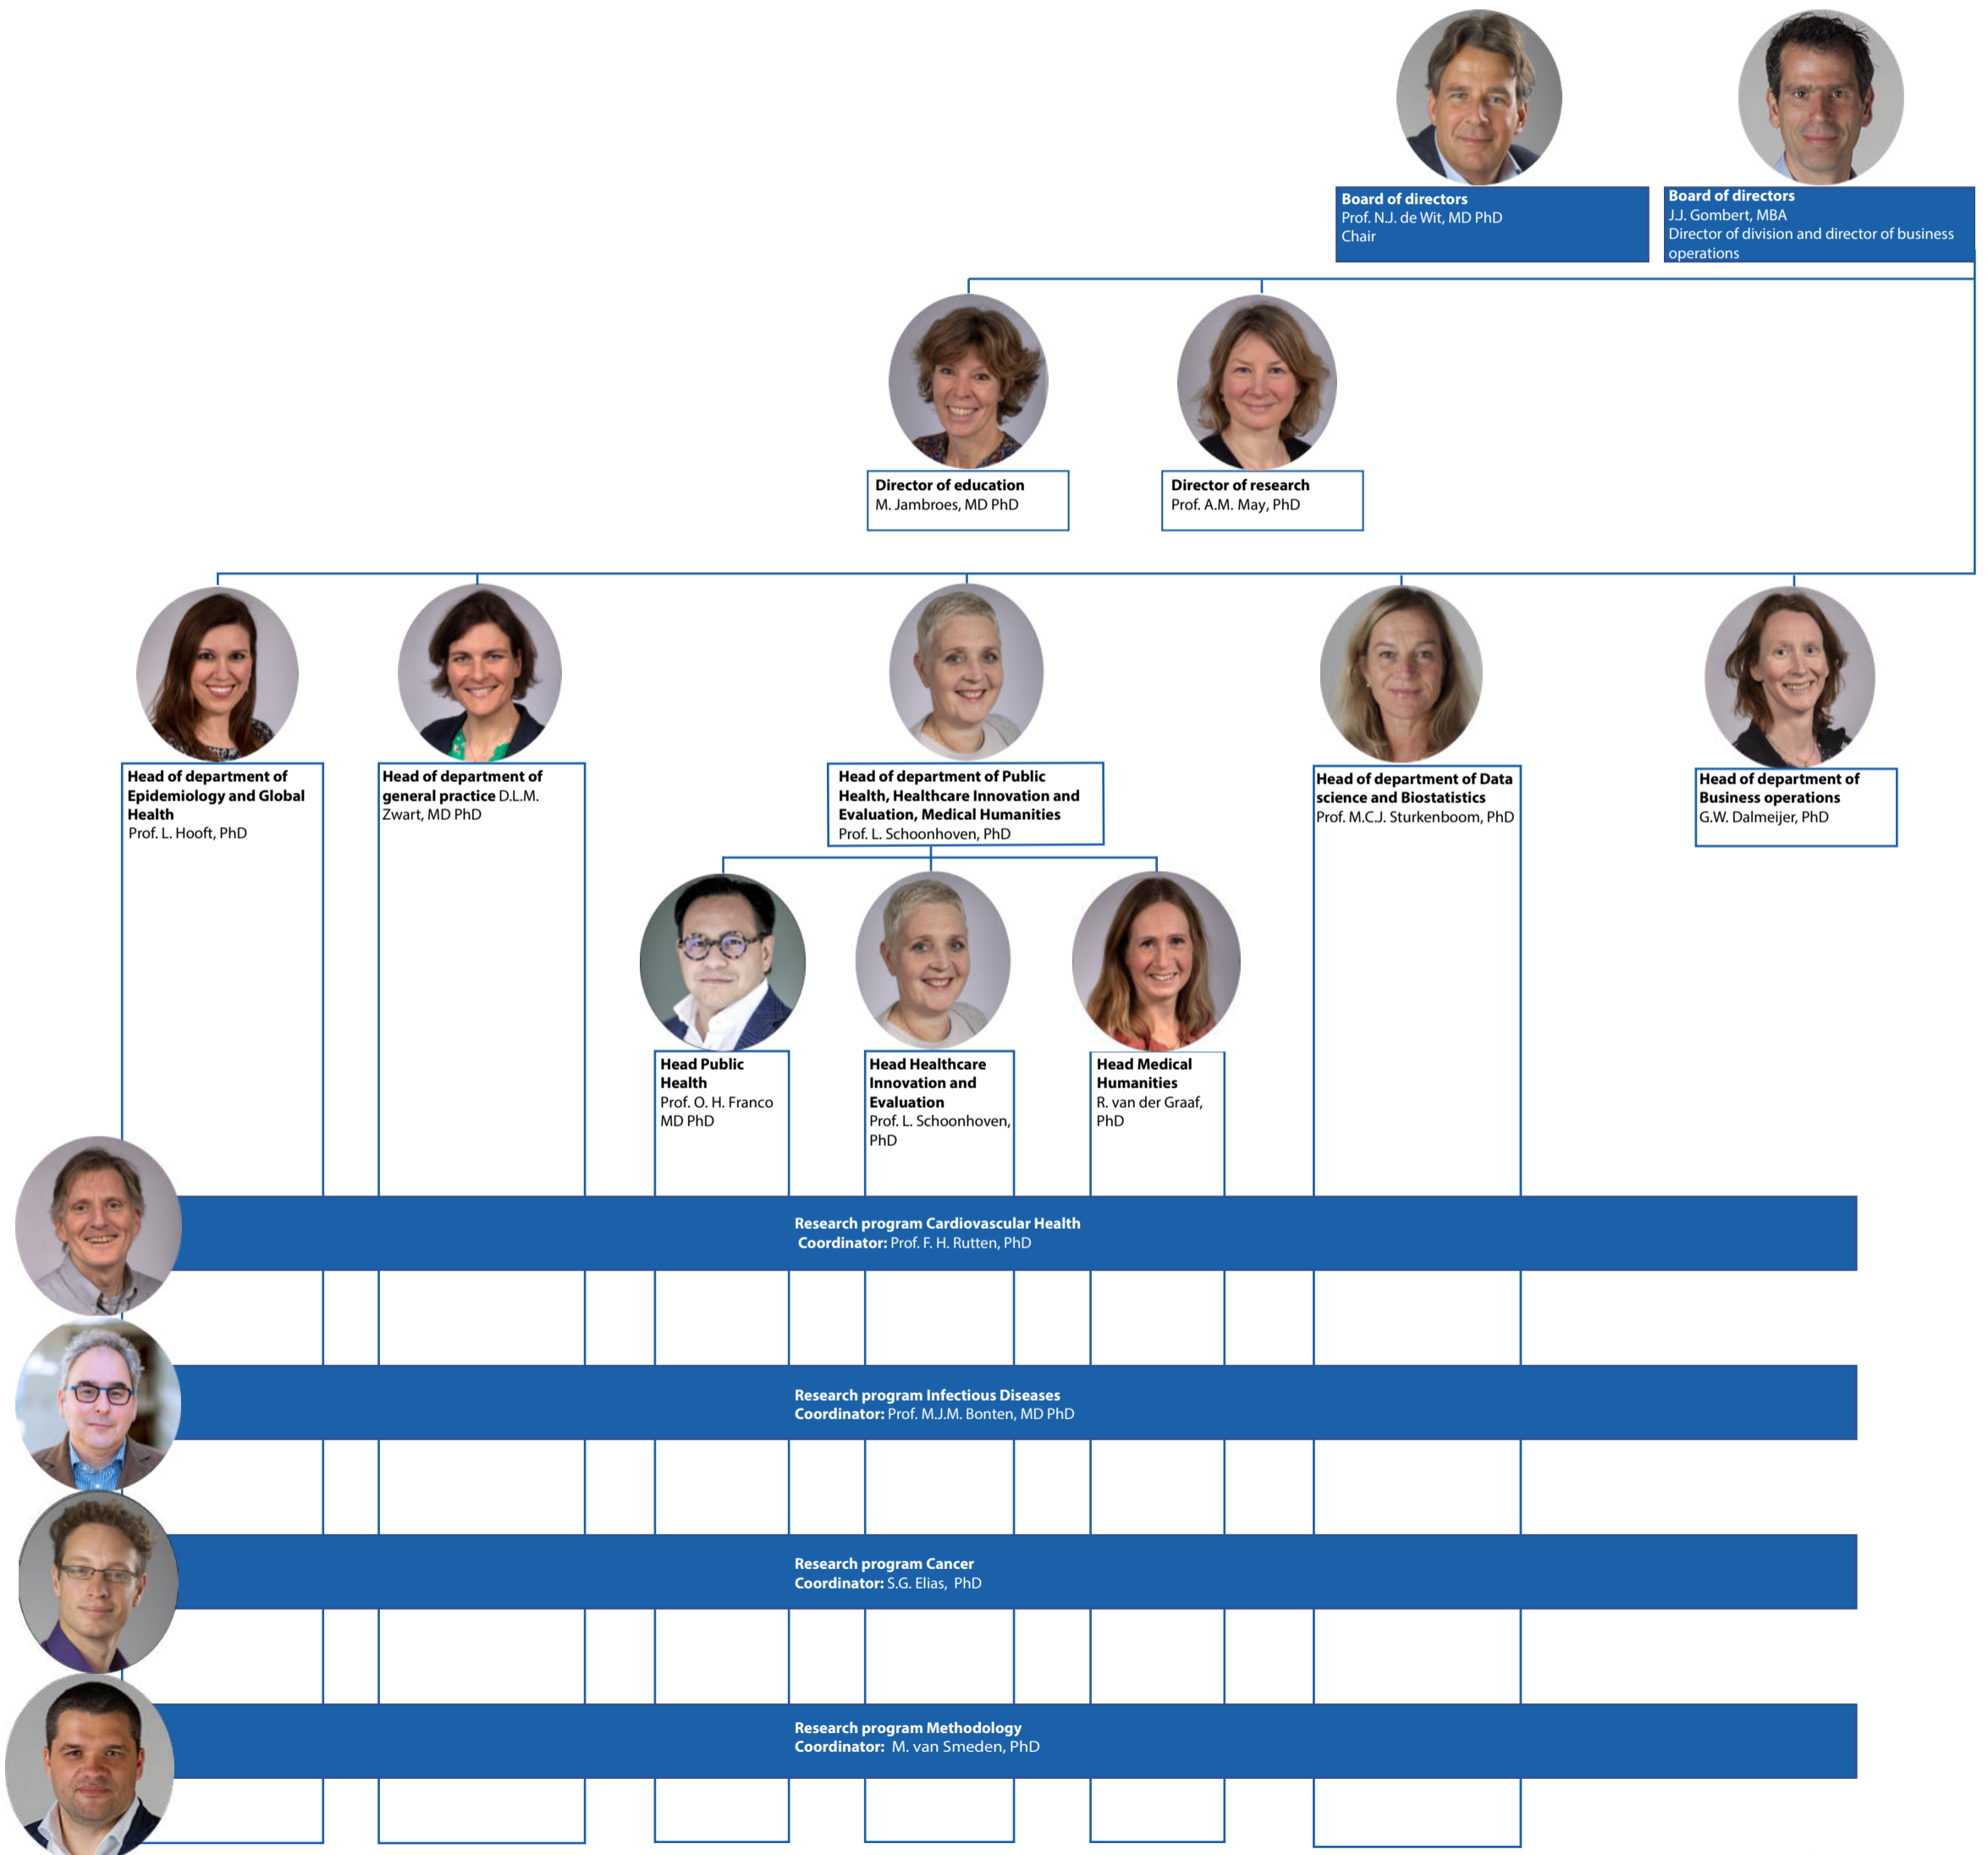 Board of directors
Prof. N.J. de Wit, MD PhD
Chair
Board of directors
J.J. Gombert, MBA
Director of division and director of business
operations
Director of education
M. Jambroes, MD PhD
Director of research
Prof. A.M. May, PhD
Head of department of
Epidemiology and Global
Health
Prof. L. Hooft, PhD
Head of department of
general practice D.L.M.
Zwart, MD PhD
Head of department of Public
Health, Healthcare Innovation and
Evaluation, Medical Humanities
Prof. L. Schoonhoven, PhD
Head of department of Data
science and Biostatistics
Prof. M.C.J. Sturkenboom, PhD
Head of department of
Business operations
G.W. Dalmeijer, PhD
Head Public
Health
Prof. O. H. Franco
MD PhD
Head Healthcare
Innovation and
Evaluation
Prof. L. Schoonhoven,
PhD
Head Medical
Humanities
R. van der Graaf,
PhD
Research program Cardiovascular Health
Coordinator: Prof. F. H. Rutten, PhD
Research program Infectious Diseases
Coordinator: Prof. M.J.M. Bonten, MD PhD
Research program Cancer
Coordinator: S.G. Elias, PhD
Research program Methodology
Coordinator: M. van Smeden, PhD